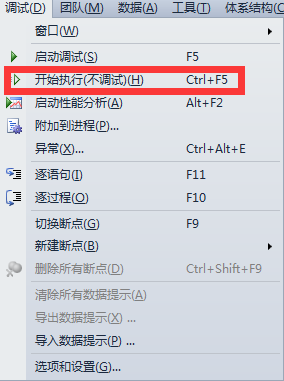 调试(D) 团队(M) 数据(A) 工具(T) 体系结构(C)
窗口(W)
启动调试(S) F5
开始执行(不调试)(H) Ctrl+F5
启动性能分析(A) Alt+F2
附加到进程(P)...
异常(X)... Ctrl+Alt+E
逐语句(I) F11
逐过程(O) F10
切换断点(G) F9
新建断点(B)
删除所有断点(D) Ctrl+Shift+F9
清除所有数据提示(A)
导出数据提示(X) ...
导入数据提示(P) ...
选项和设置(G)...